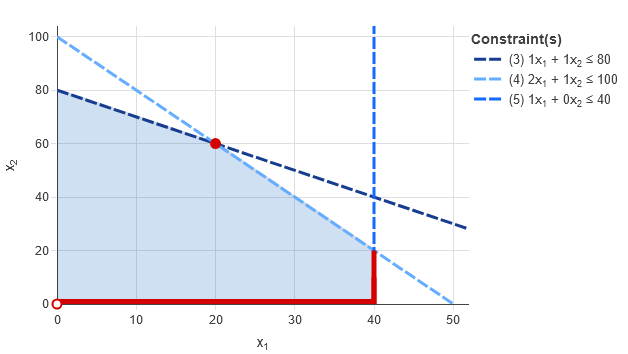 Constraint(s)
(3) 1x₁ + 1x₂ ≤ 80
(4) 2x₁ + 1x₂ ≤ 100
(5) 1x₁ + 0x₂ ≤ 40
100
80
60
40
20
0
x₂
0 10 20 30 40 50
x₁